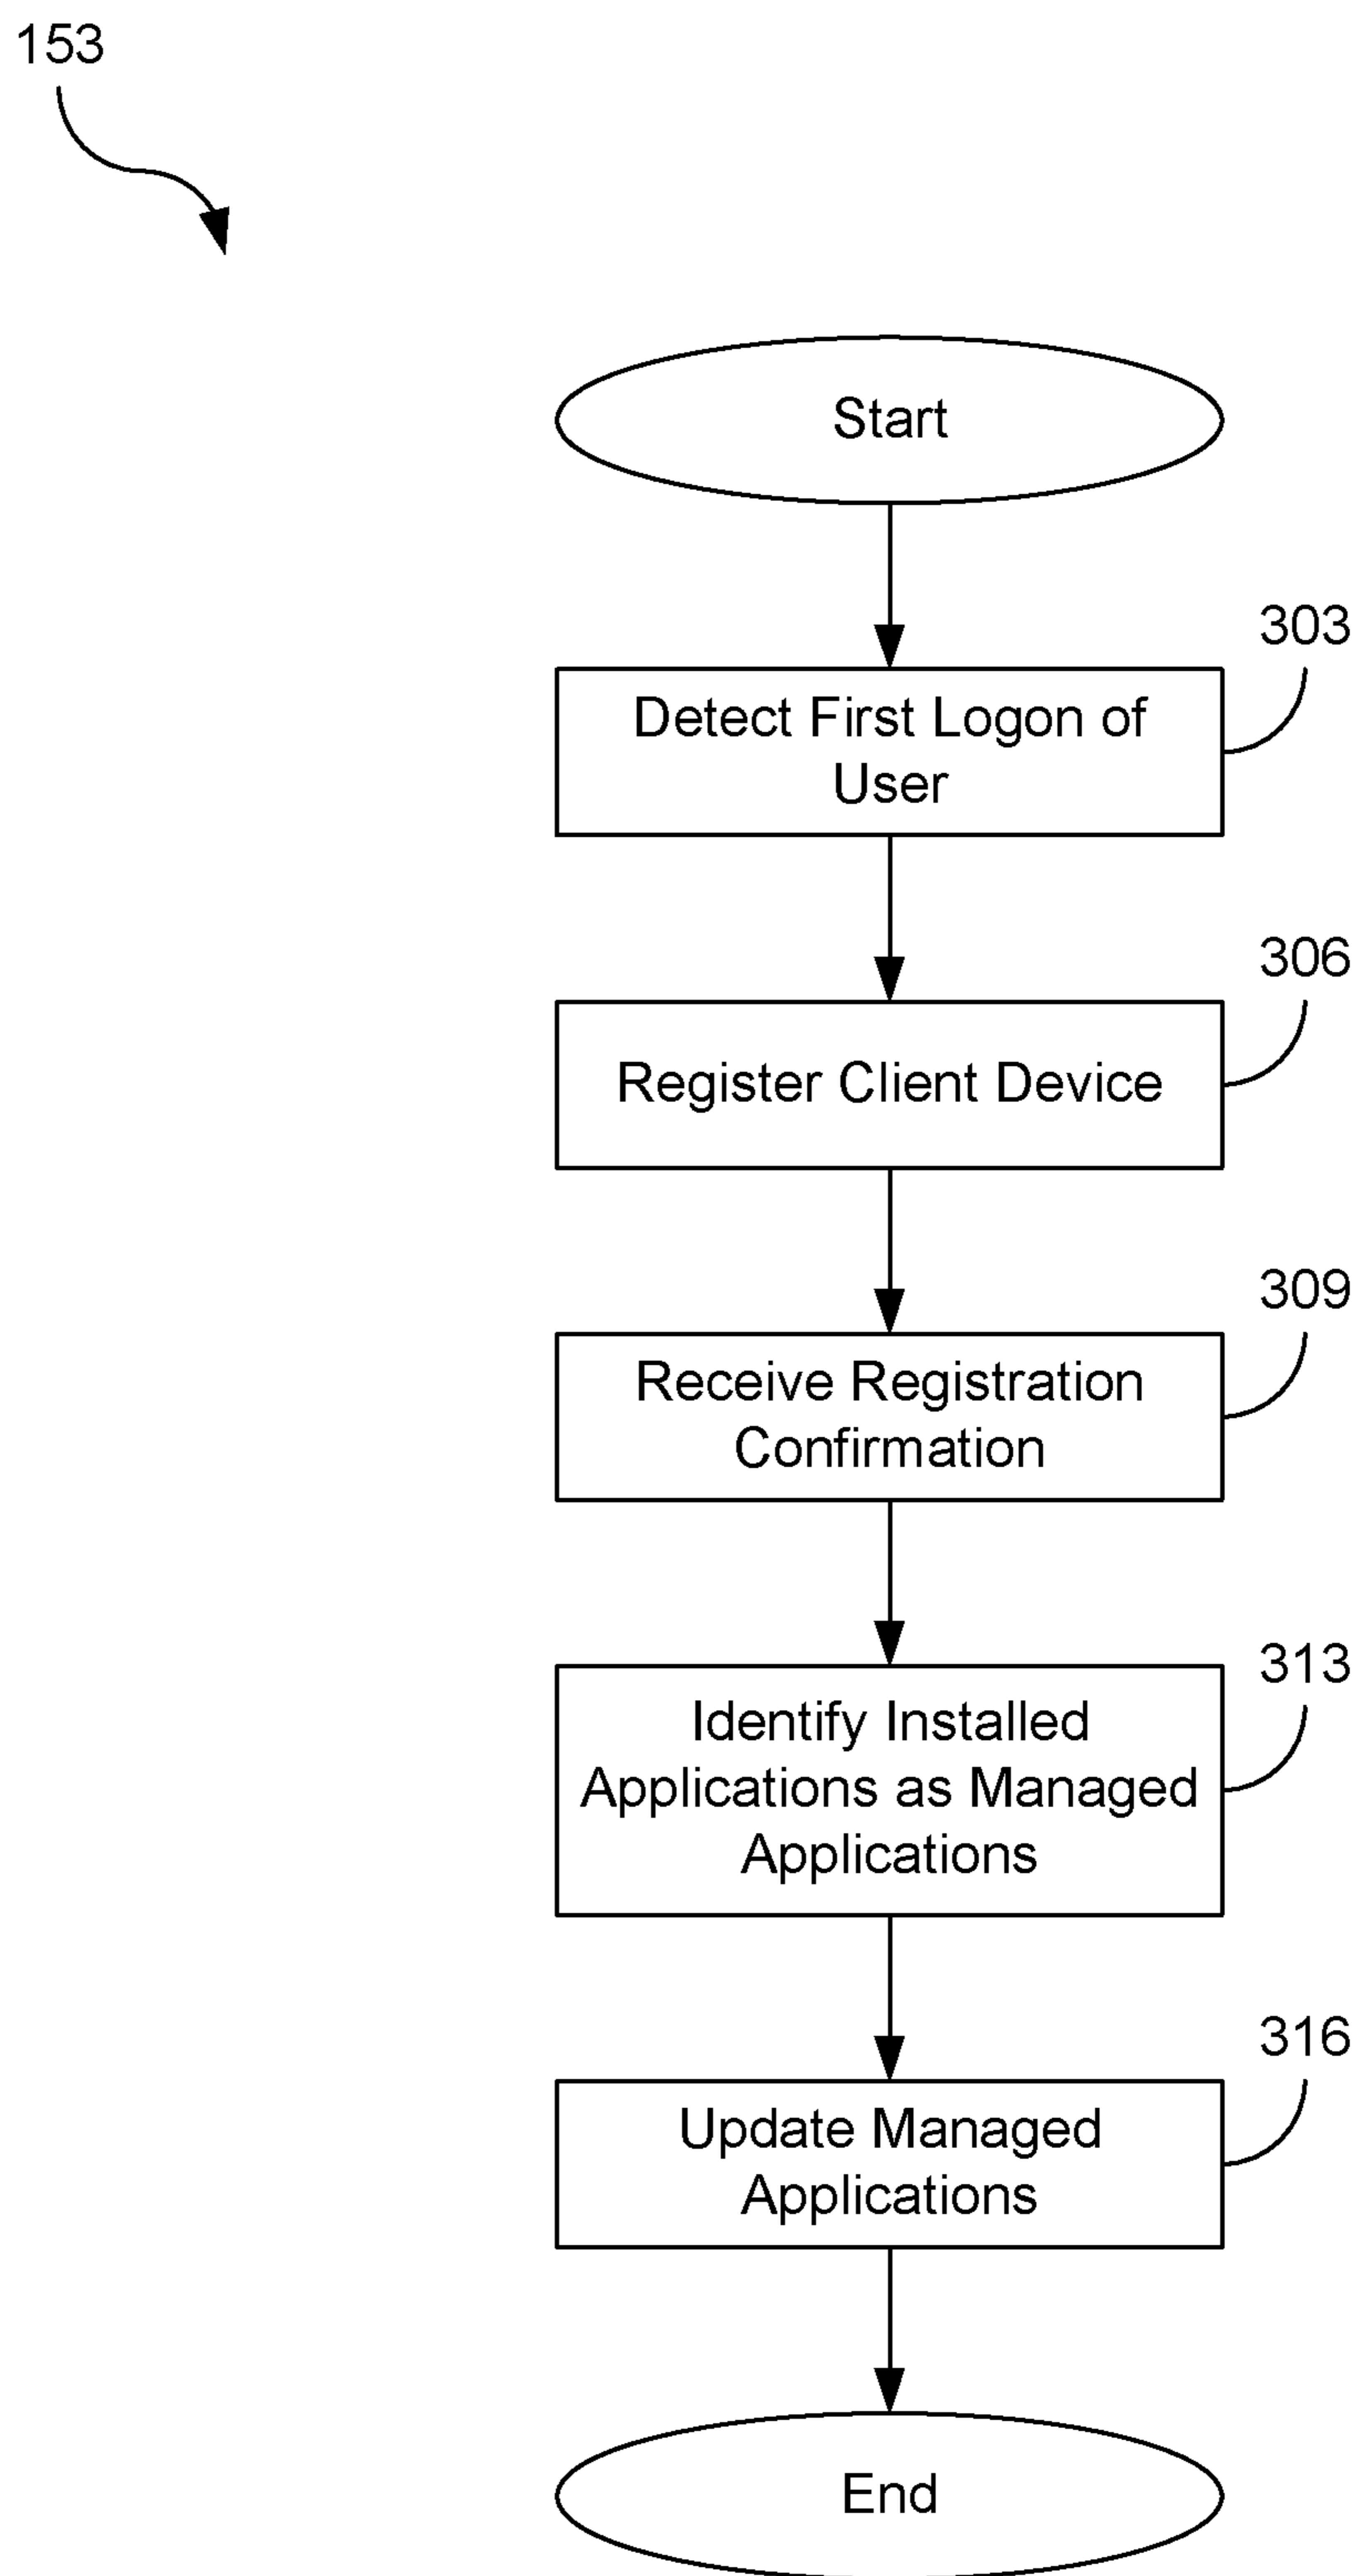 153
Start
303
Detect First Logon of
User
306
Register Client Device
309
Receive Registration
Confirmation
313
Identify Installed
Applications as Managed
Applications
316
Update Managed
Applications
End